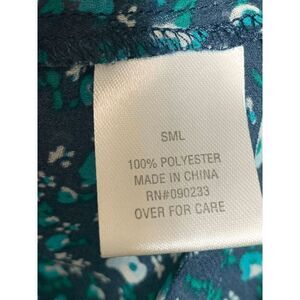 SML
100% POLYESTER
MADE IN CHINA
RN#090233
OVER FOR CARE